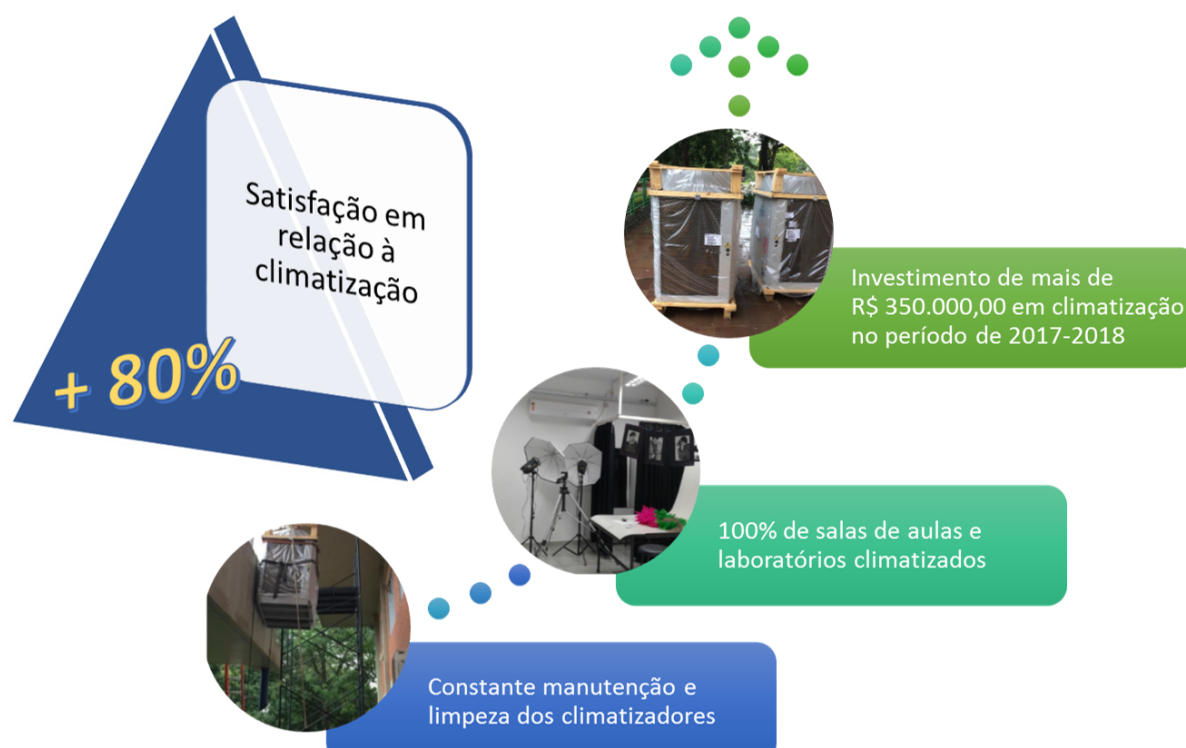 Satisfação em
relação à
climatização
+ 80%
Investimento de mais de
R$ 350.000,00 em climatização
no período de 2017-2018
100% de salas de aulas e
laboratórios climatizados
Constante manutenção e
limpeza dos climatizadores